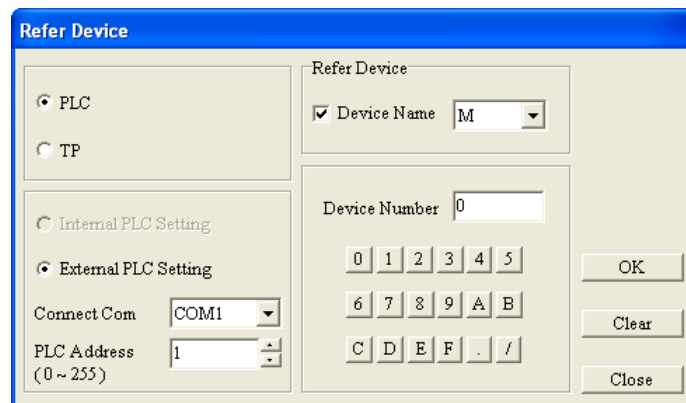 Refer Device
PLC
TP
Internal PLC Setting
External PLC Setting
Connect Com COM1
PLC Address 1
(0 ~ 255)
Refer Device
Device Name M
Device Number 0
0 1 2 3 4 5
6 7 8 9 A B
C D E F . /
OK
Clear
Close